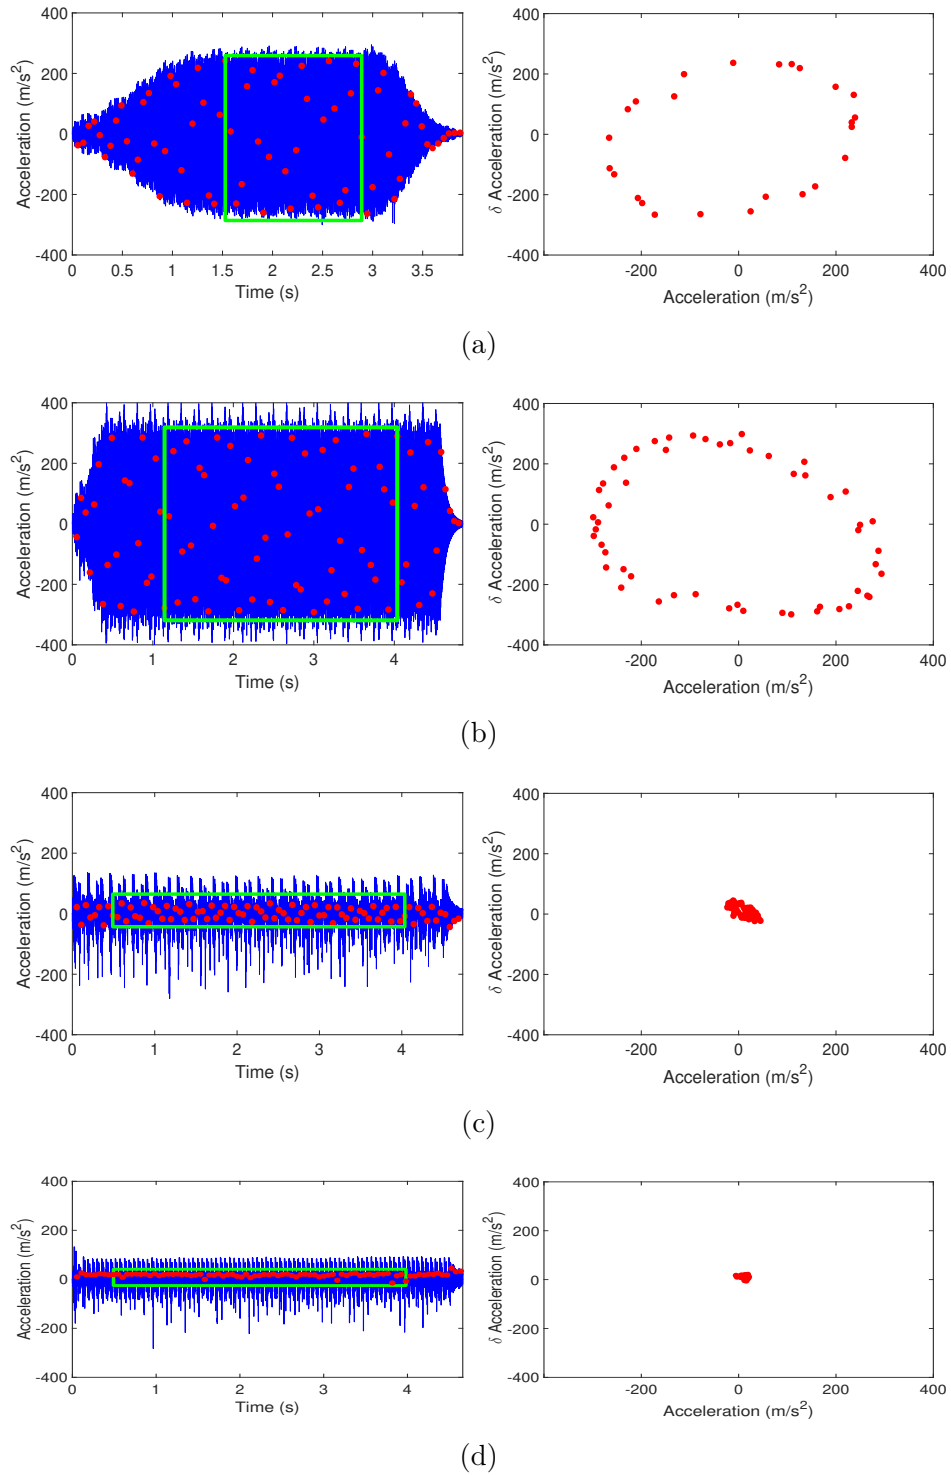 400
200
0
-200
-400
Acceleration (m/s²)
0 0.5 1 1.5 2 2.5 3 3.5
Time (s)
400
200
0
-200
-400
δ Acceleration (m/s²)
-200 0 200 400
Acceleration (m/s²)
(a)
400
200
0
-200
-400
Acceleration (m/s²)
0 1 2 3 4
Time (s)
400
200
0
-200
-400
δ Acceleration (m/s²)
-200 0 200 400
Acceleration (m/s²)
(b)
400
200
0
-200
-400
Acceleration (m/s²)
0 1 2 3 4
Time (s)
400
200
0
-200
-400
δ Acceleration (m/s²)
-200 0 200 400
Acceleration (m/s²)
(c)
400
200
0
-200
-400
Acceleration (m/s²)
0 1 2 3 4
Time (s)
400
200
0
-200
-400
δ Acceleration (m/s²)
-200 0 200 400
Acceleration (m/s²)
(d)